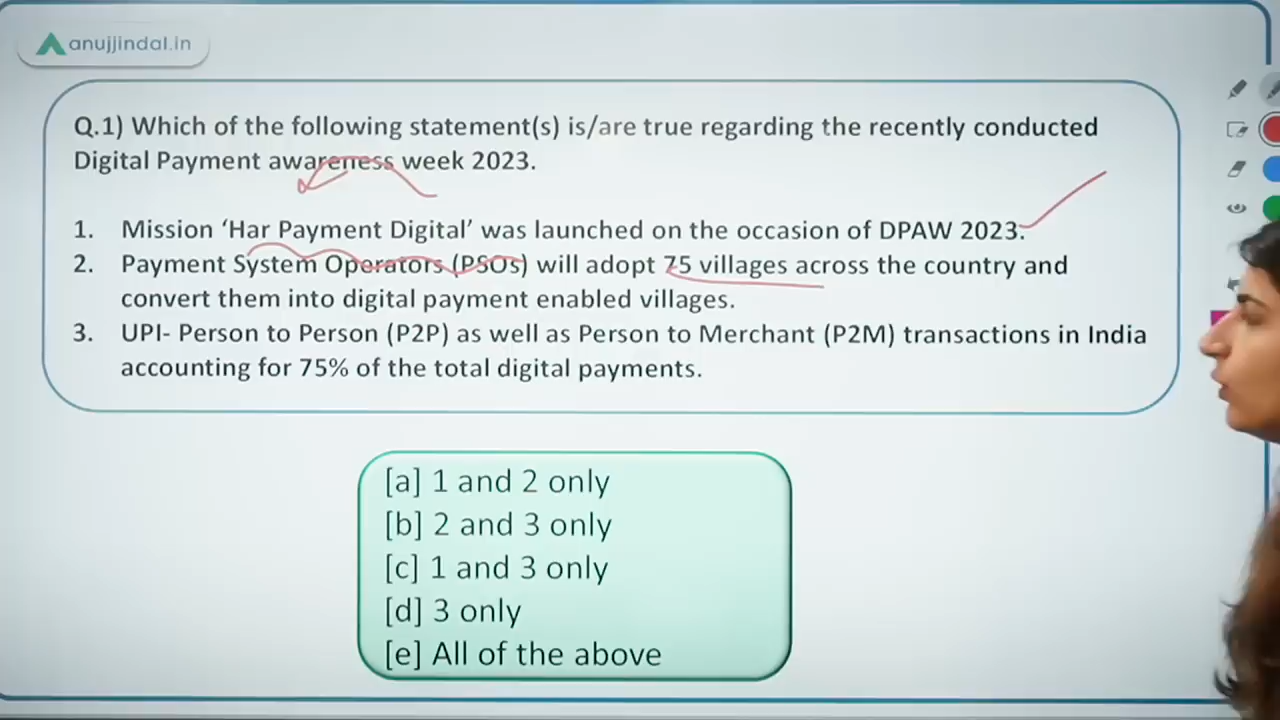 anujjindal.in
Q.1) Which of the following statement(s) is/are true regarding the recently conducted
Digital Payment awareness week 2023.
1. Mission ‘Har Payment Digital’ was launched on the occasion of DPAW 2023.
2. Payment System Operators (PSOs) will adopt 75 villages across the country and
convert them into digital payment enabled villages.
3. UPI- Person to Person (P2P) as well as Person to Merchant (P2M) transactions in India
accounting for 75% of the total digital payments.
[a] 1 and 2 only
[b] 2 and 3 only
[c] 1 and 3 only
[d] 3 only
[e] All of the above